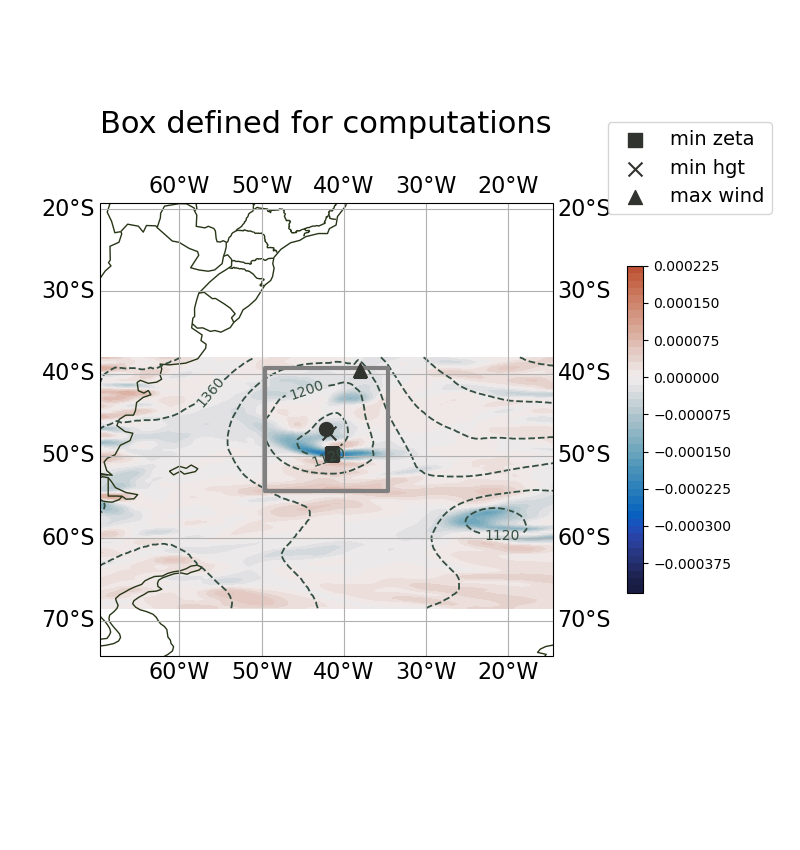 Box defined for computations
min zeta
min hgt
max wind
60°W 50°W 40°W 30°W 20°W
20°S 20°S
30°S 30°S
40°S 40°S
50°S 50°S
60°S 60°S
70°S 70°S
60°W 50°W 40°W 30°W 20°W
1360
1200
1120
0.000225
0.000150
0.000075
0.000000
−0.000075
−0.000150
−0.000225
−0.000300
−0.000375